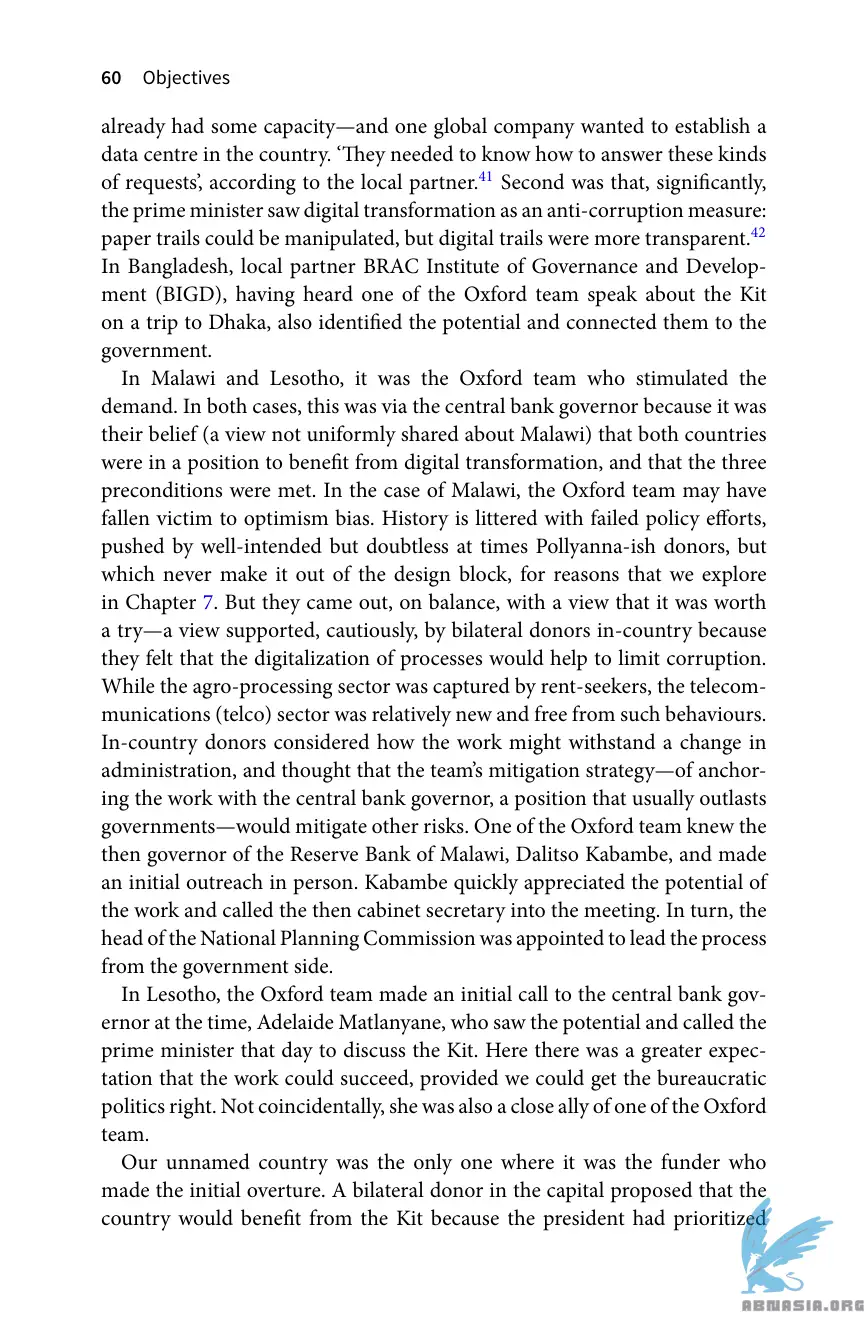 60 Objectives
already had some capacity—and one global company wanted to establish a
data centre in the country. ‘They needed to know how to answer these kinds
of requests’, according to the local partner.41 Second was that, significantly,
the prime minister saw digital transformation as an anti-corruption measure:
paper trails could be manipulated, but digital trails were more transparent.42
In Bangladesh, local partner BRAC Institute of Governance and Develop-
ment (BIGD), having heard one of the Oxford team speak about the Kit
on a trip to Dhaka, also identified the potential and connected them to the
government.
In Malawi and Lesotho, it was the Oxford team who stimulated the
demand. In both cases, this was via the central bank governor because it was
their belief (a view not uniformly shared about Malawi) that both countries
were in a position to benefit from digital transformation, and that the three
preconditions were met. In the case of Malawi, the Oxford team may have
fallen victim to optimism bias. History is littered with failed policy efforts,
pushed by well-intended but doubtless at times Pollyanna-ish donors, but
which never make it out of the design block, for reasons that we explore
in Chapter 7. But they came out, on balance, with a view that it was worth
a try—a view supported, cautiously, by bilateral donors in-country because
they felt that the digitalization of processes would help to limit corruption.
While the agro-processing sector was captured by rent-seekers, the telecom-
munications (telco) sector was relatively new and free from such behaviours.
In-country donors considered how the work might withstand a change in
administration, and thought that the team’s mitigation strategy—of anchor-
ing the work with the central bank governor, a position that usually outlasts
governments—would mitigate other risks. One of the Oxford team knew the
then governor of the Reserve Bank of Malawi, Dalitso Kabambe, and made
an initial outreach in person. Kabambe quickly appreciated the potential of
the work and called the then cabinet secretary into the meeting. In turn, the
head of the National Planning Commission was appointed to lead the process
from the government side.
In Lesotho, the Oxford team made an initial call to the central bank gov-
ernor at the time, Adelaide Matlanyane, who saw the potential and called the
prime minister that day to discuss the Kit. Here there was a greater expec-
tation that the work could succeed, provided we could get the bureaucratic
politics right. Not coincidentally, she was also a close ally of one of the Oxford
team.
Our unnamed country was the only one where it was the funder who
made the initial overture. A bilateral donor in the capital proposed that the
country would benefit from the Kit because the president had prioritized
ABNASIA.ORG